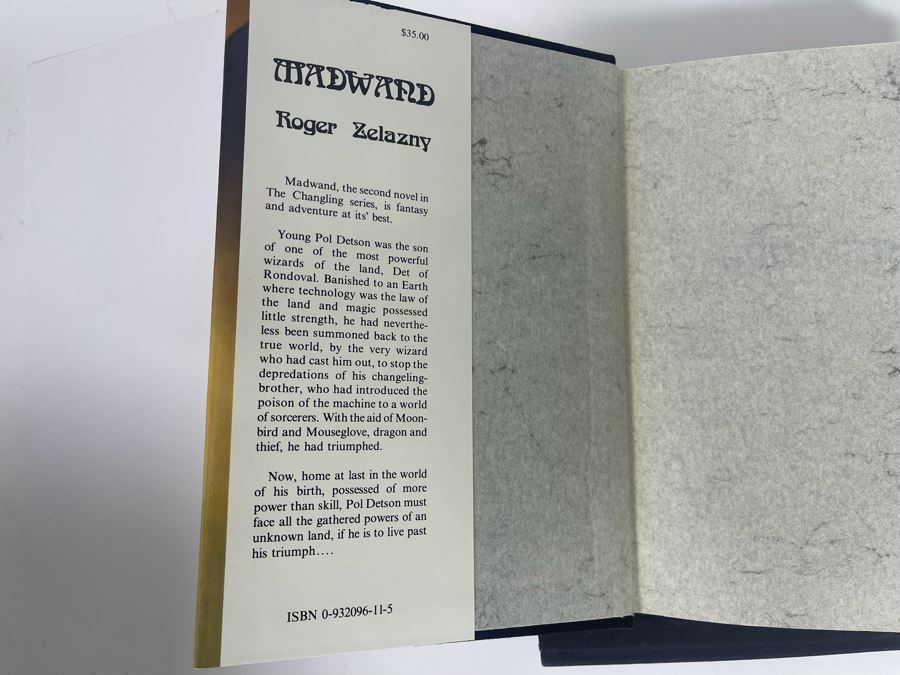 $35.00
MADWAND
Roger Zelazny
Madwand, the second novel in
The Changling series, is fantasy
and adventure at its' best.
Young Pol Detson was the son
of one of the most powerful
wizards of the land, Det of
Rondoval. Banished to an Earth
where technology was the law of
the land and magic possessed
little strength, he had neverthe-
less been summoned back to the
true world, by the very wizard
who had cast him out, to stop the
depredations of his changeling-
brother, who had introduced the
poison of the machine to a world
of sorcerers. With the aid of Moon-
bird and Mouseglove, dragon and
thief, he had triumphed.
Now, home at last in the world
of his birth, possessed of more
power than skill, Pol Detson must
face all the gathered powers of an
unknown land, if he is to live past
his triumph....
ISBN 0-932096-11-5